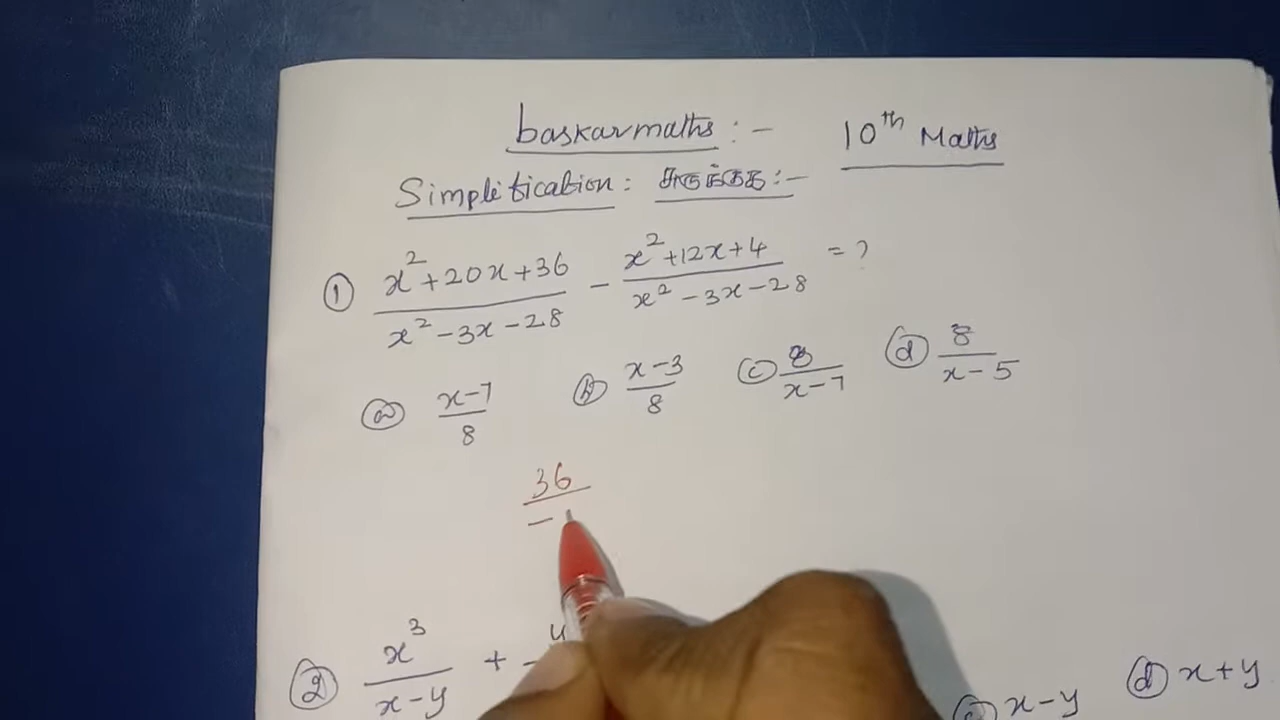 baskarmaths :- 10th Maths
Simplification : சுருக்குக :-
① (x² + 20x + 36)/(x² - 3x - 28) - (x² + 12x + 4)/(x² - 3x - 28) = ?
ⓐ (x - 7)/8 ⓑ (x - 3)/8 ⓒ 8/(x - 7) ⓓ 8/(x - 5)
36/-
② x³/(x - y) +
ⓒ x - y ⓓ x + y